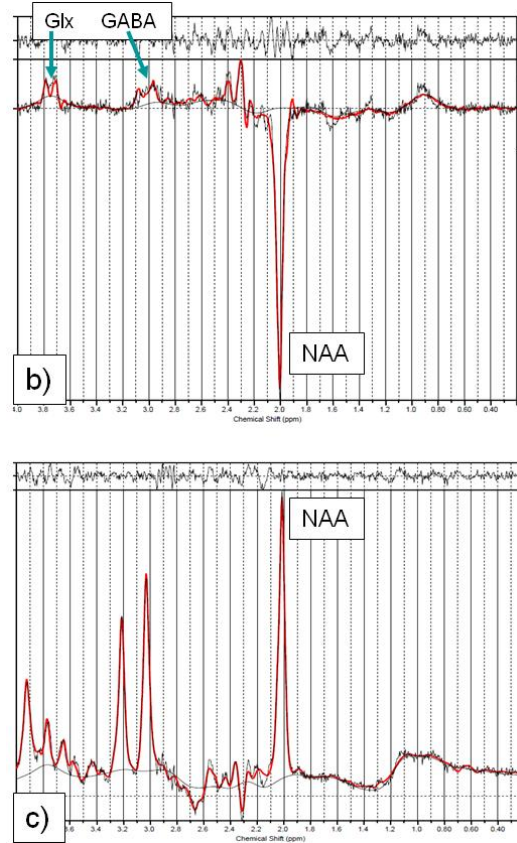 Glx GABA
NAA
b)
4.0 3.8 3.6 3.4 3.2 3.0 2.8 2.6 2.4 2.2 2.0 1.8 1.6 1.4 1.2 1.0 0.80 0.60 0.40 0.20
Chemical Shift (ppm)
NAA
c)
3.6 3.4 3.2 3.0 2.8 2.6 2.4 2.2 2.0 1.8 1.6 1.4 1.2 1.0 0.80 0.60 0.40
Chemical Shift (ppm)